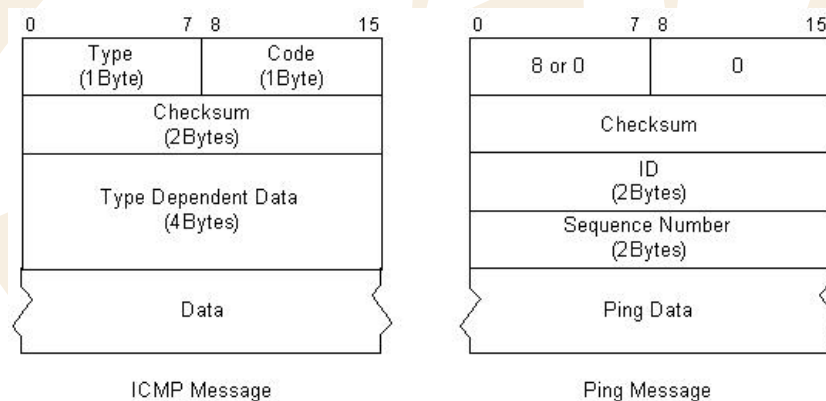 0 7 8 15
Type
(1Byte)
Code
(1Byte)
Checksum
(2Bytes)
Type Dependent Data
(4Bytes)
Data
ICMP Message
0 7 8 15
8 or 0
0
Checksum
ID
(2Bytes)
Sequence Number
(2Bytes)
Ping Data
Ping Message